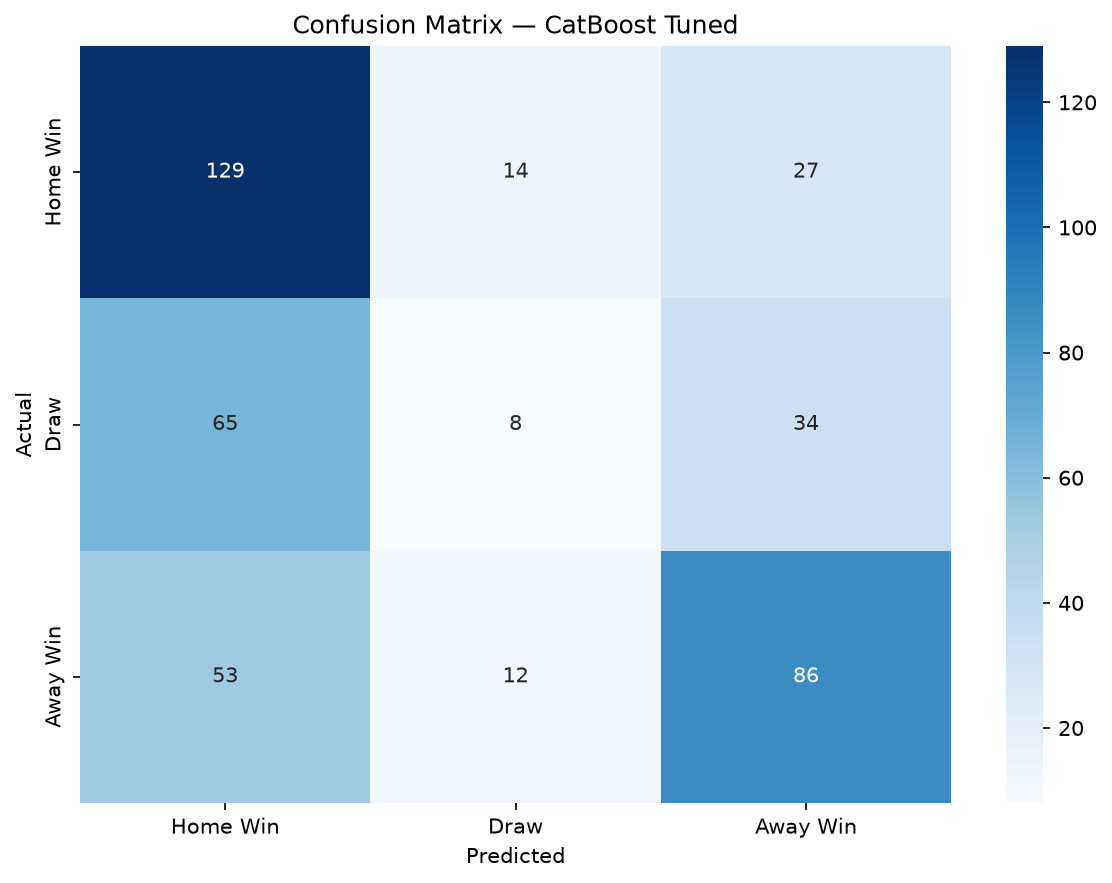 Confusion Matrix — CatBoost Tuned
Actual
Home Win
129 14 27
Draw
65 8 34
Away Win
53 12 86
Home Win Draw Away Win
Predicted
120
100
80
60
40
20